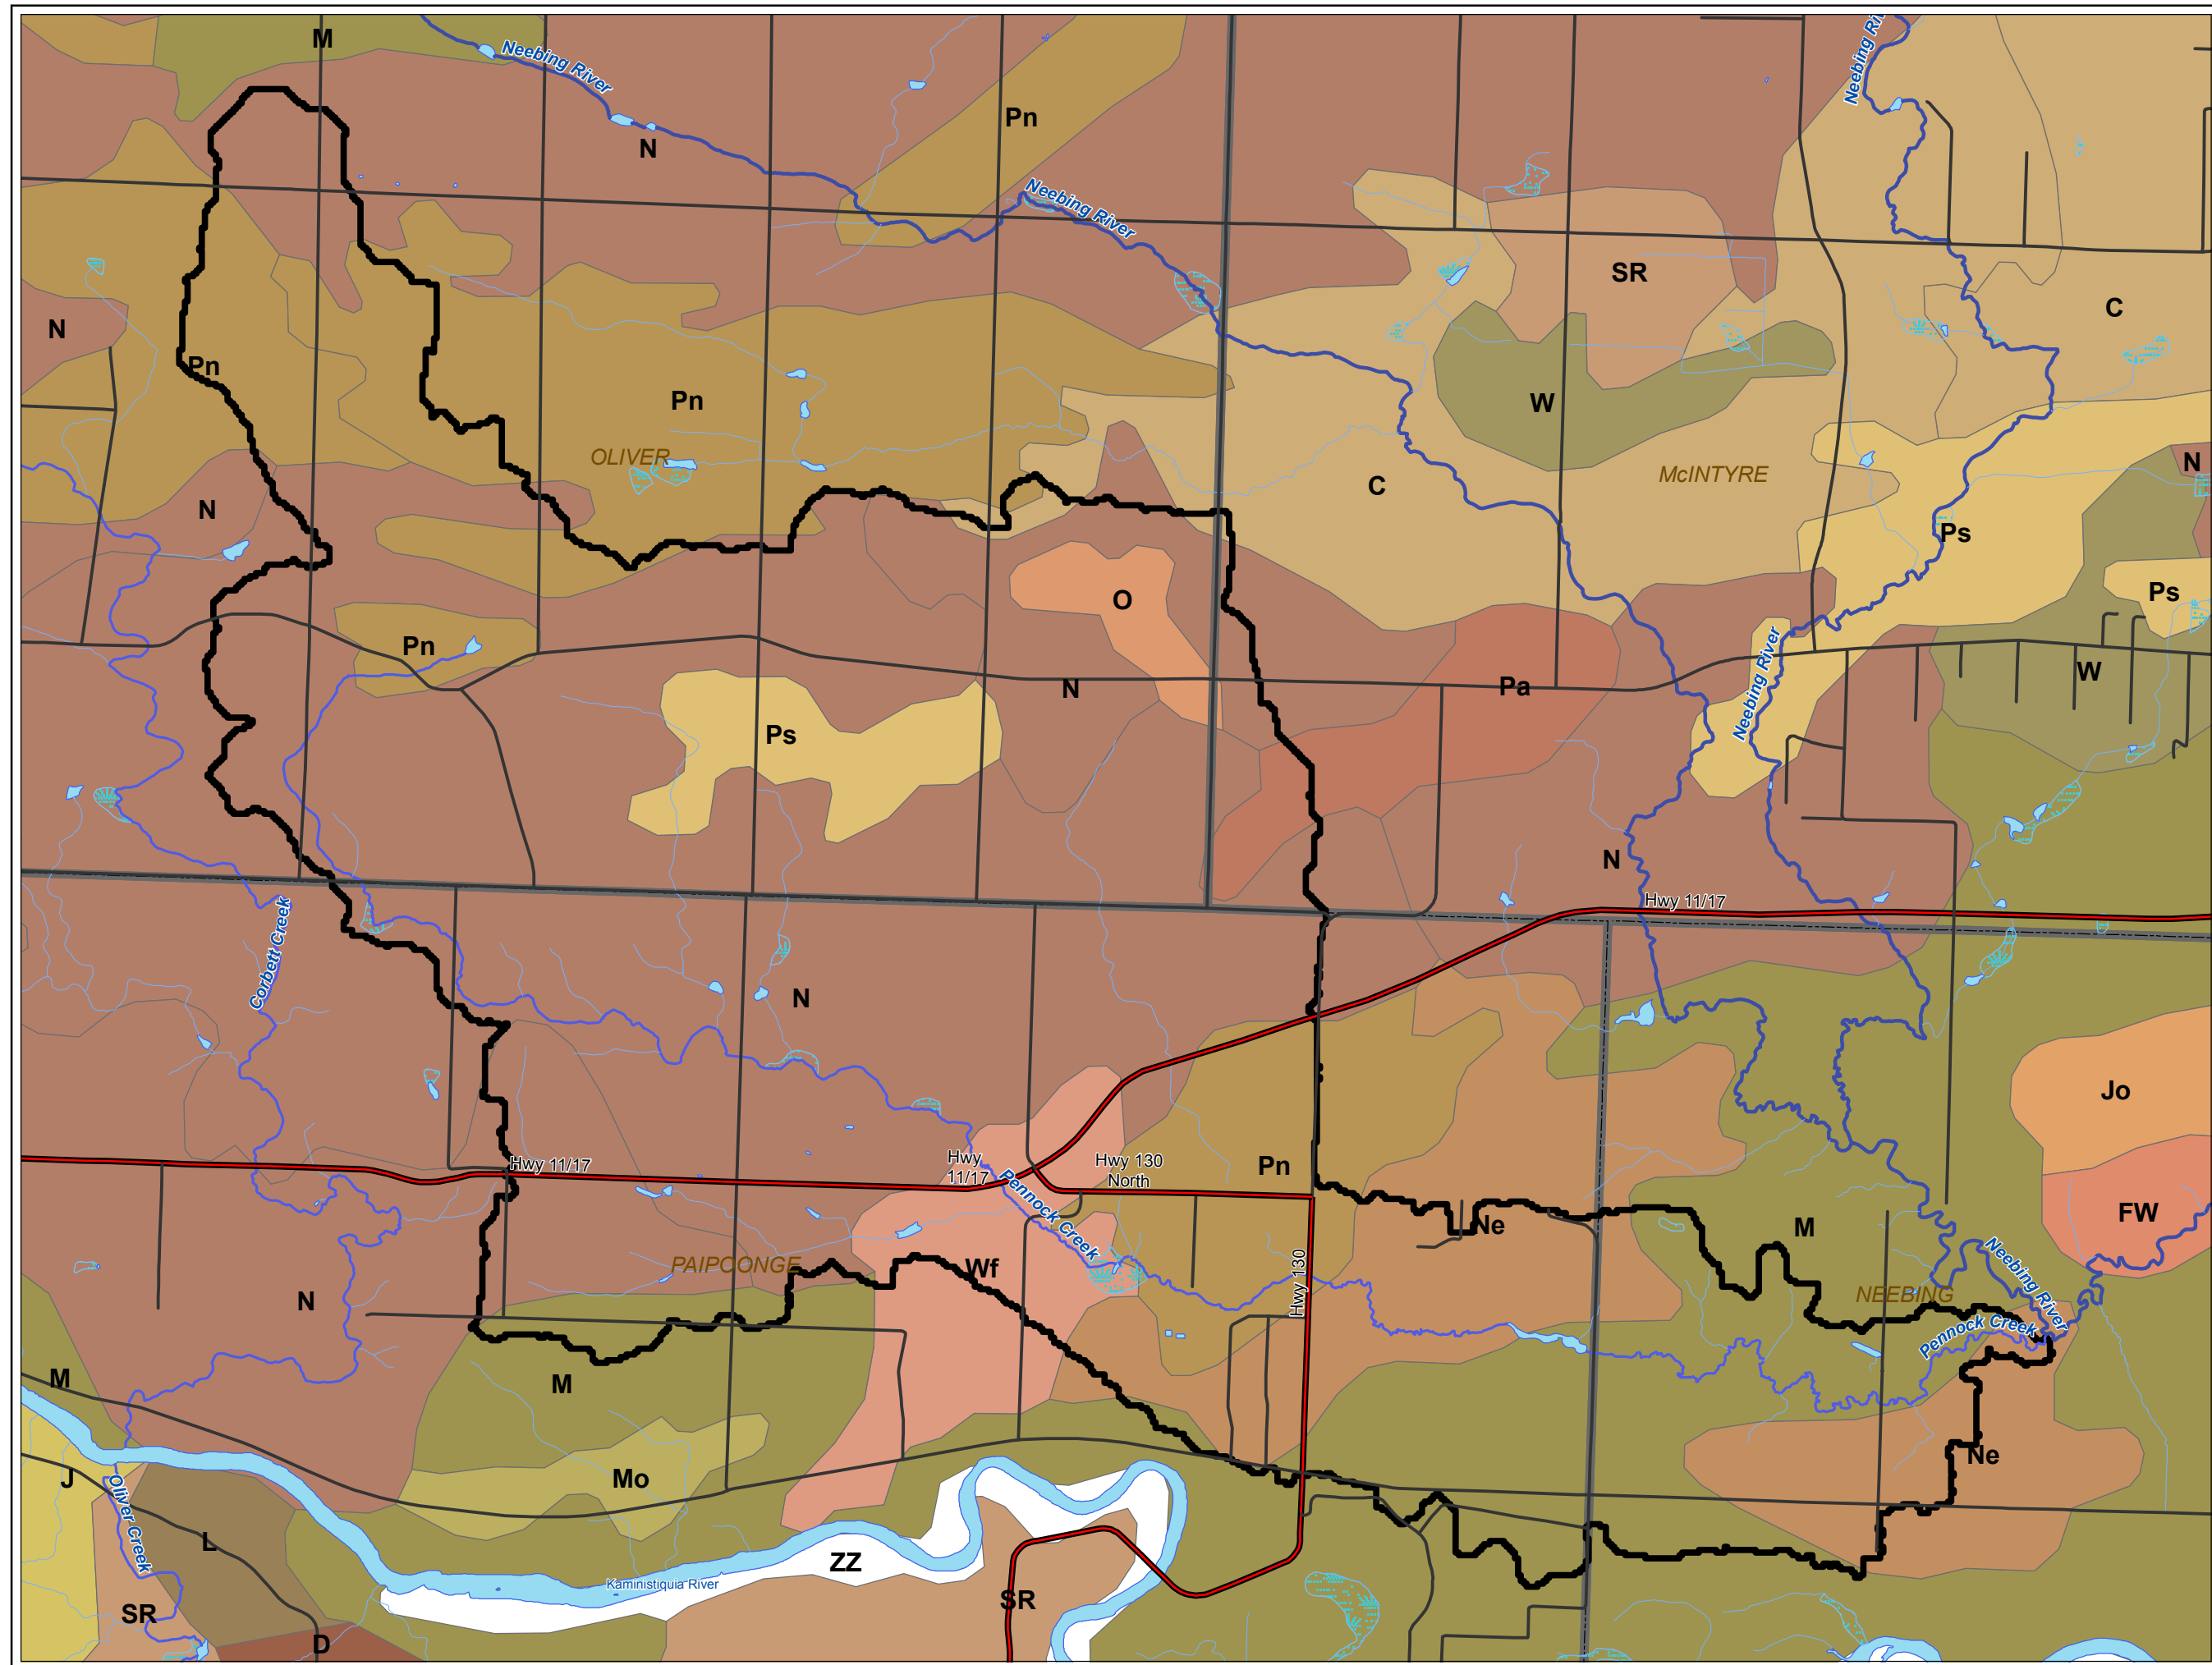 M
Neebing River
Neebing Riv
Pn
N
Neebing River
SR
C
N
Pn
Pn
W
OLIVER
C
McINTYRE
N
N
Ps
Ps
O
Pn
W
N
Pa
Neebing River
Ps
N
Hwy 11/17
Corbett Creek
N
Jo
Hwy 11/17
Hwy
11/17
Hwy 130
North
Pn
Pennock Creek
Ne
M
FW
PAIPOONGE
Wf
Hwy 130
N
NEEBING
Neebing River
Pennock Creek
M
M
Ne
J
Mo
Oliver Creek
L
ZZ
Kaministiquia River
SR
SR
D